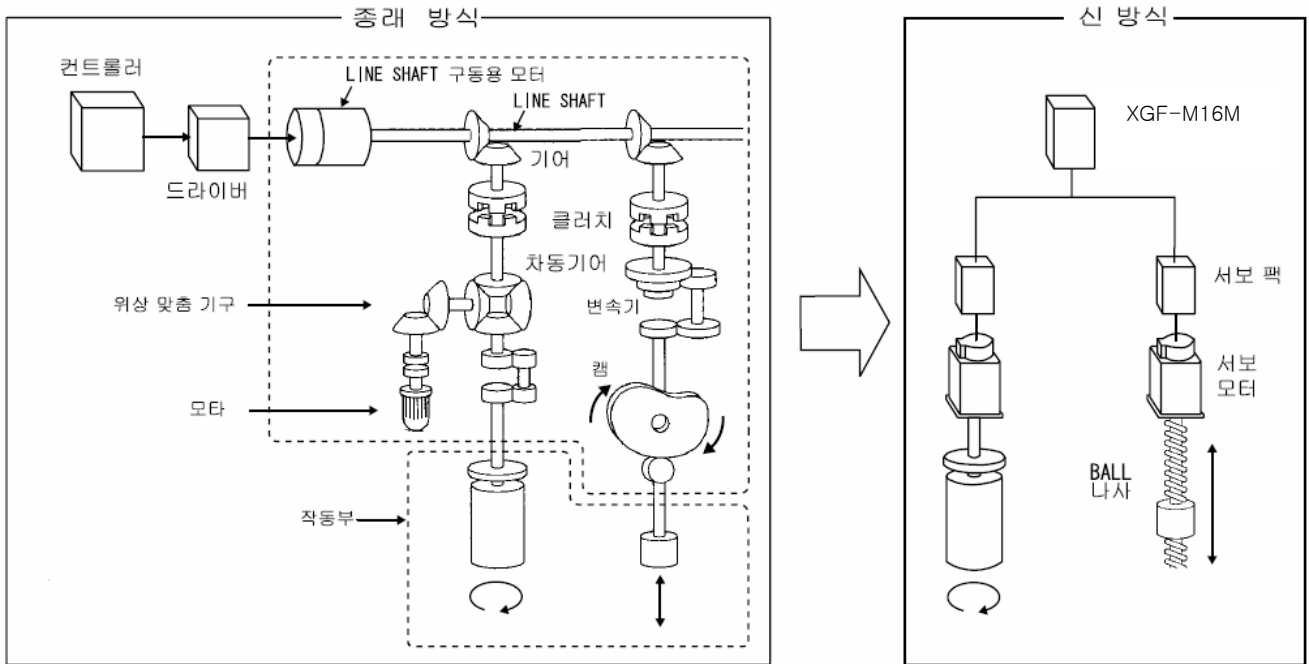 종래 방식
컨트롤러
드라이버
LINE SHAFT 구동용 모터
LINE SHAFT
기어
클러치
차동기어
위상 맞춤 기구
변속기
캠
모타
작동부
신 방식
XGF-M16M
서보 팩
서보
모터
BALL
나사